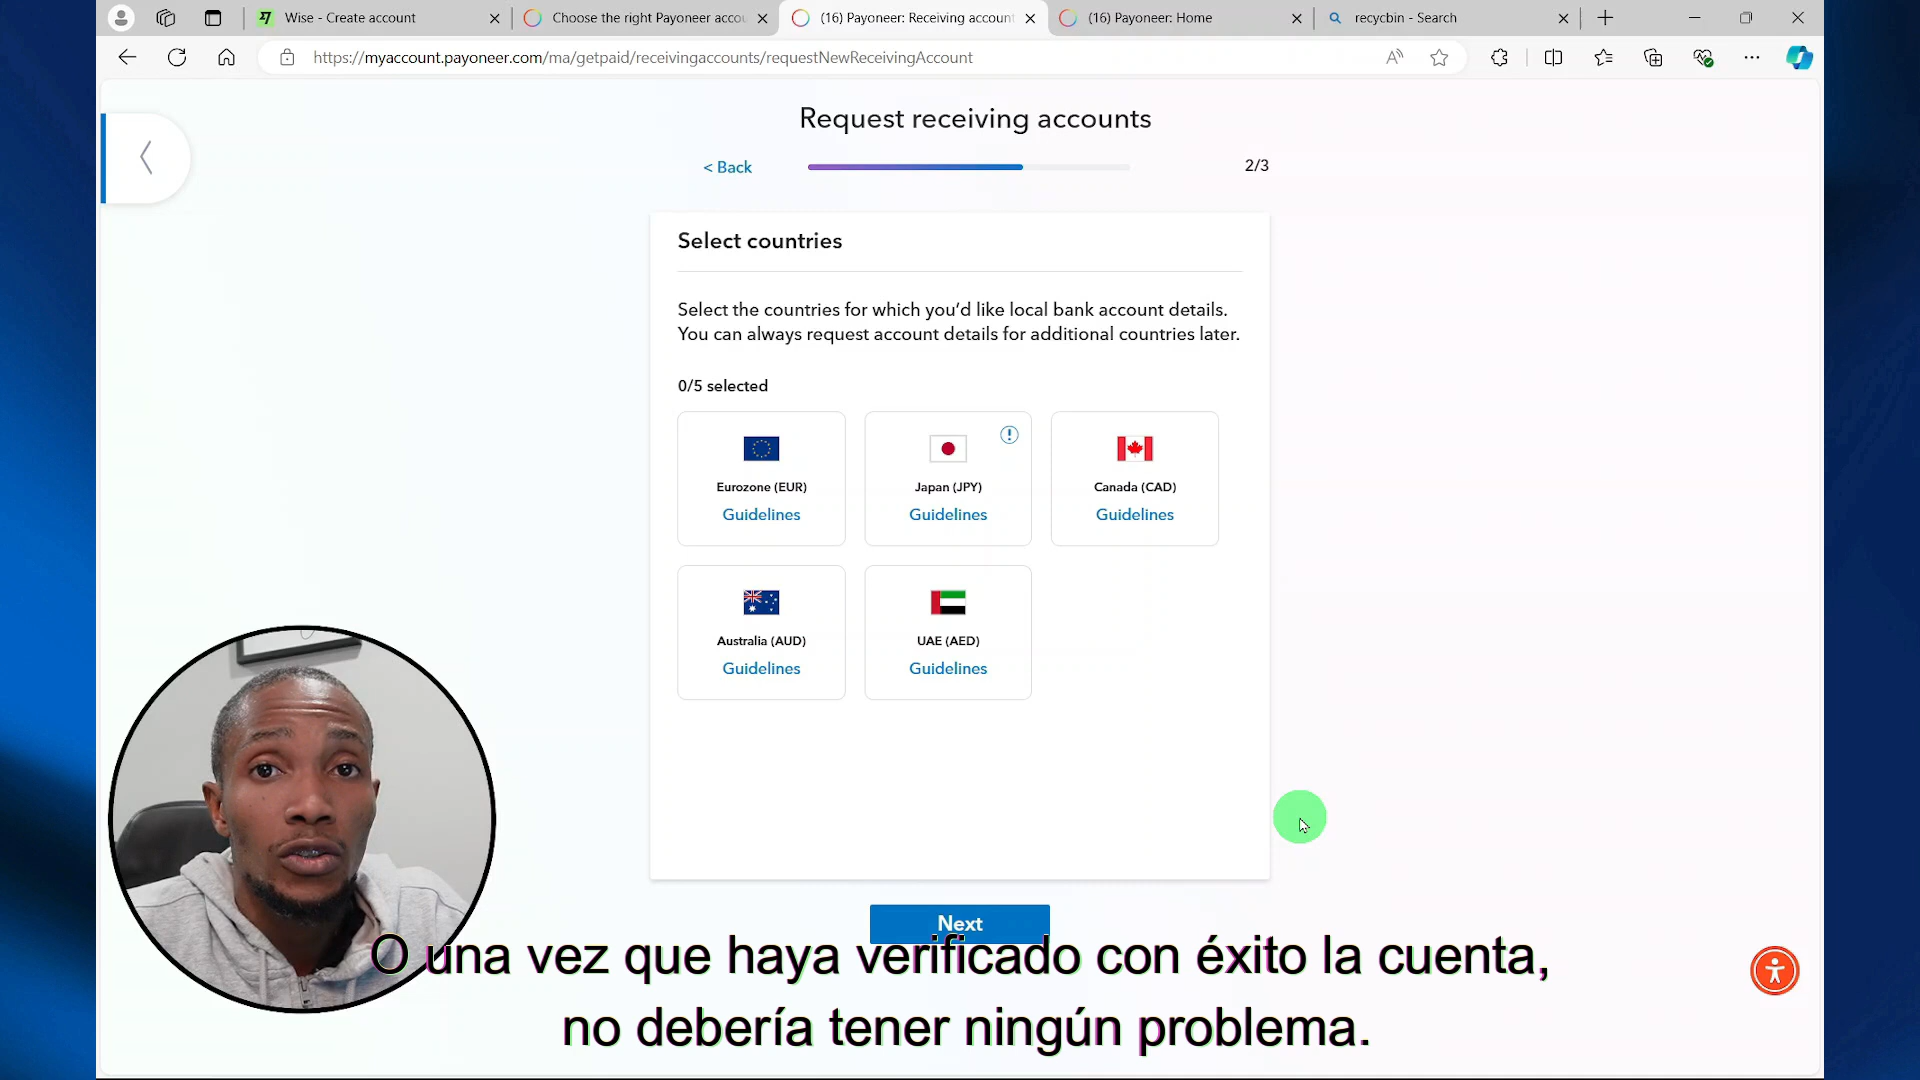 Wise - Create account
Choose the right Payoneer accou
(16) Payoneer: Receiving account
(16) Payoneer: Home
recycbin - Search
https://myaccount.payoneer.com/ma/getpaid/receivingaccounts/requestNewReceivingAccount
Request receiving accounts
< Back
2/3
Select countries
Select the countries for which you'd like local bank account details.
You can always request account details for additional countries later.
0/5 selected
Eurozone (EUR)
Guidelines
Japan (JPY)
Guidelines
Canada (CAD)
Guidelines
Australia (AUD)
Guidelines
UAE (AED)
Guidelines
Next
O una vez que haya verificado con éxito la cuenta,
no debería tener ningún problema.